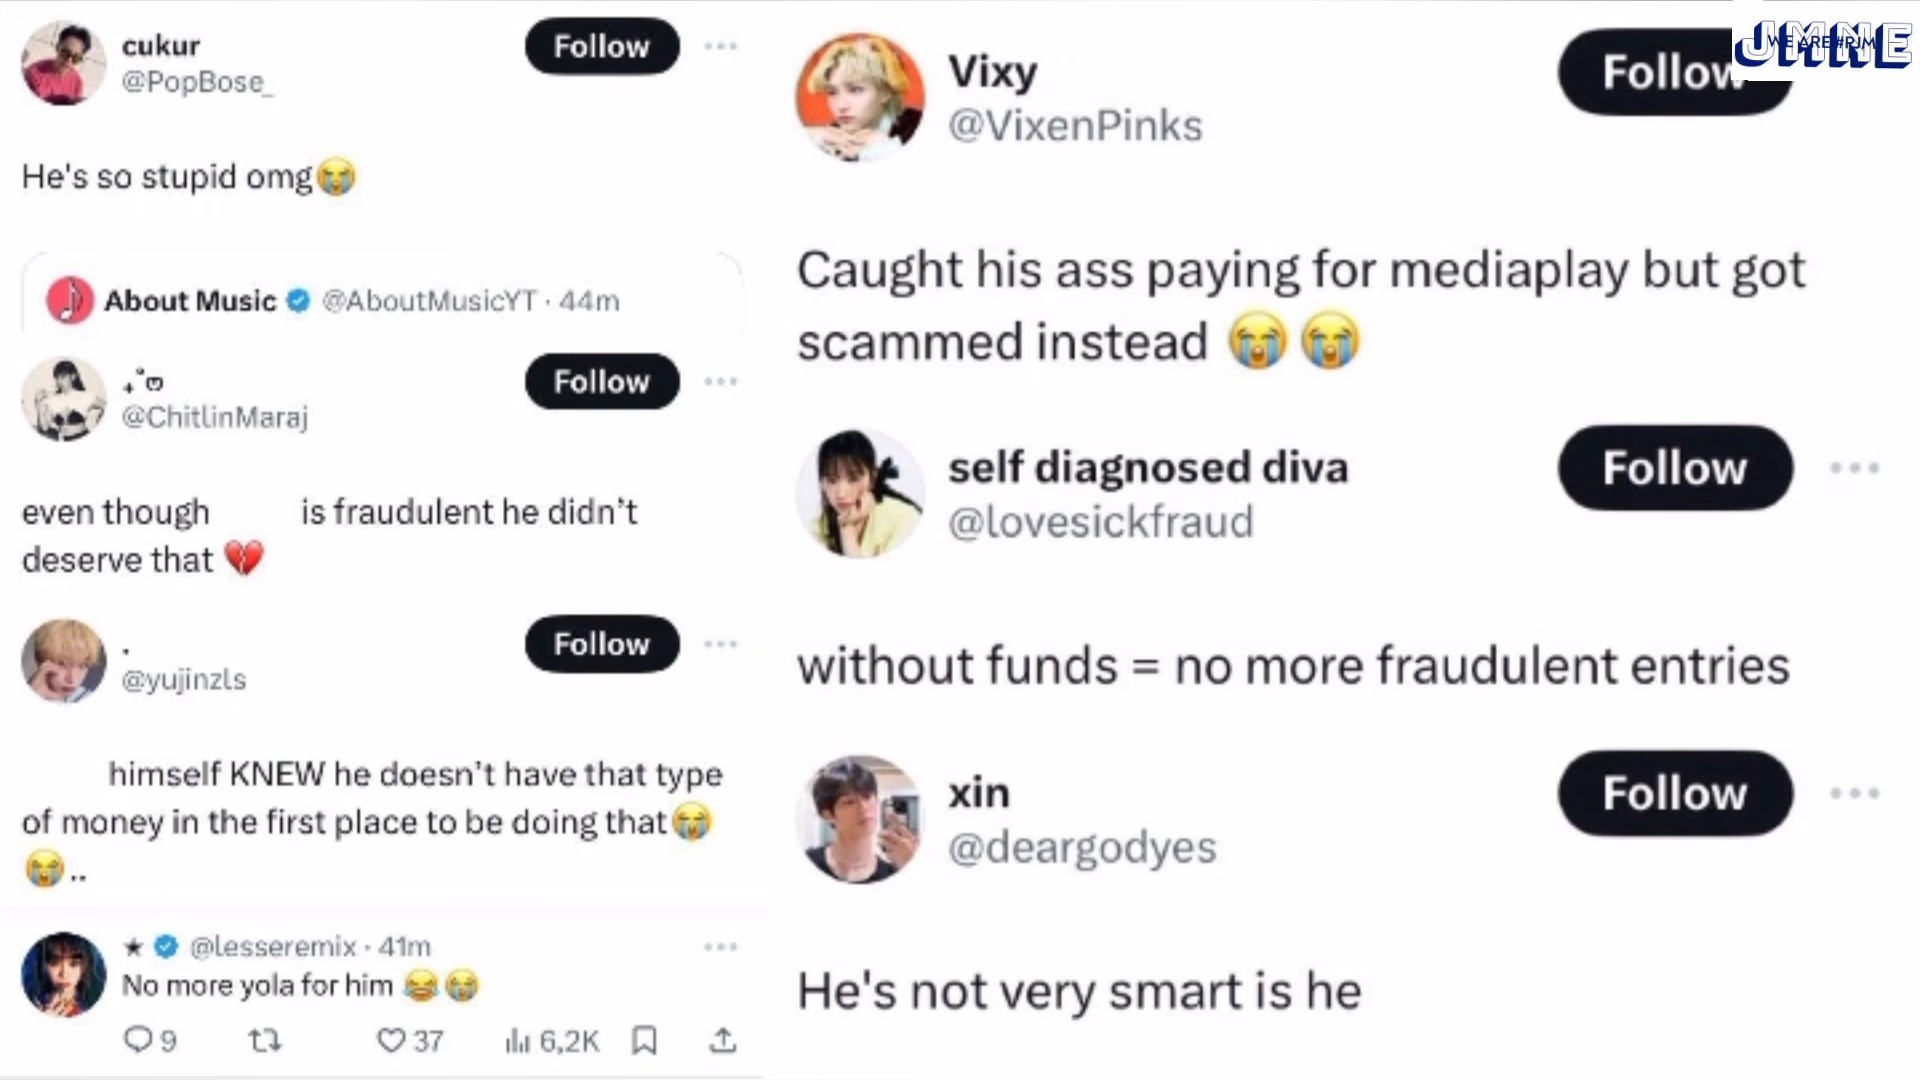 cukur
@PopBose_
Follow
He's so stupid omg😭
About Music @AboutMusicYT · 44m
@ChitlinMaraj
Follow
even though is fraudulent he didn't
deserve that 💔
.
@yujinzls
Follow
himself KNEW he doesn't have that type
of money in the first place to be doing that😭
😭..
★ @lesseremix · 41m
No more yola for him 😂😭
9 37 6,2K
Vixy
@VixenPinks
Follow
JMNE
WE ARE #PJM
Caught his ass paying for mediaplay but got
scammed instead 😭😭
self diagnosed diva
@lovesickfraud
Follow
without funds = no more fraudulent entries
xin
@deargodyes
Follow
He's not very smart is he